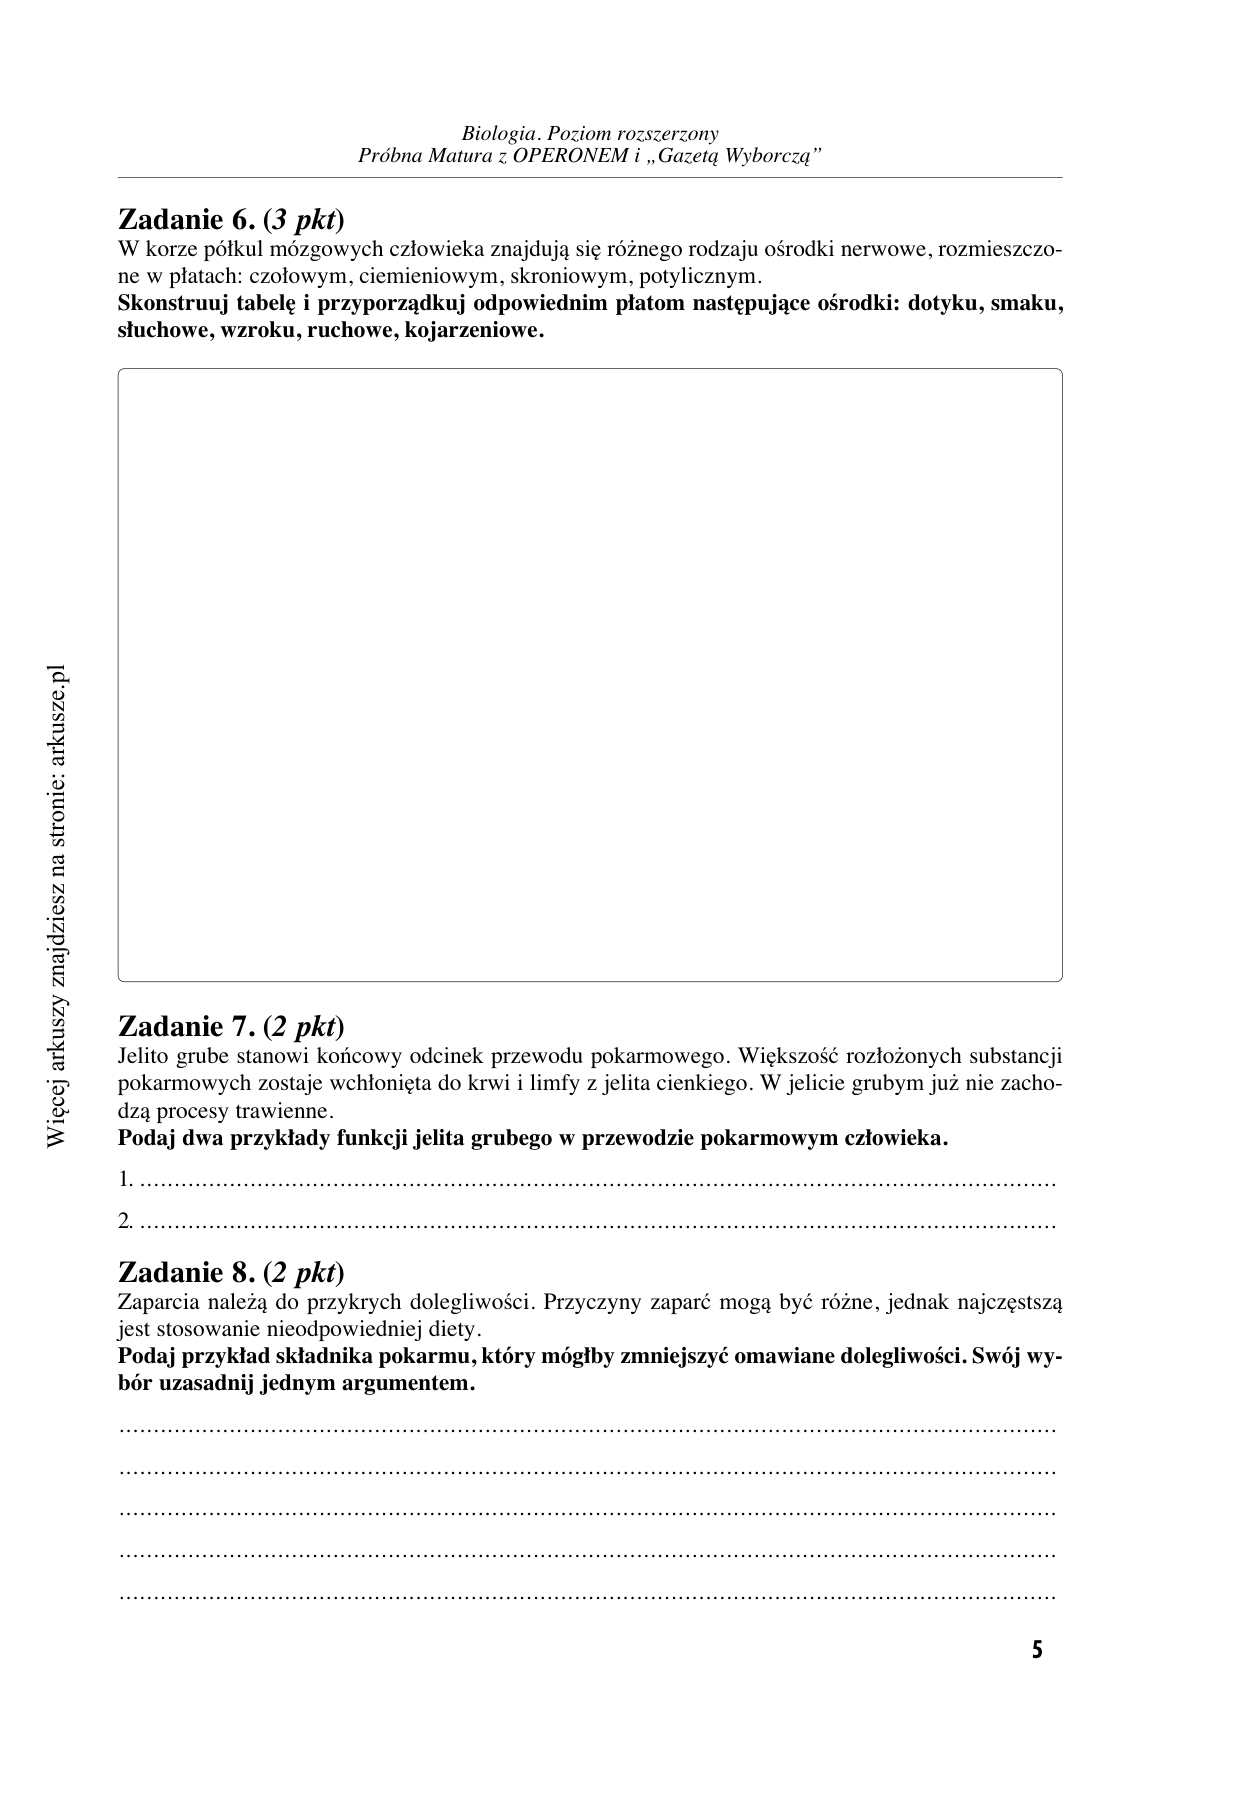 Biologia. Poziom rozszerzony
Próbna Matura z OPERONEM i „Gazetą Wyborczą”
Zadanie 6. (3 pkt)
W korze półkul mózgowych człowieka znajdują się różnego rodzaju ośrodki nerwowe, rozmieszczo-
ne w płatach: czołowym, ciemieniowym, skroniowym, potylicznym.
Skonstruuj tabelę i przyporządkuj odpowiednim płatom następujące ośrodki: dotyku, smaku,
słuchowe, wzroku, ruchowe, kojarzeniowe.
Więcej arkuszy znajdziesz na stronie: arkusze.pl
Zadanie 7. (2 pkt)
Jelito grube stanowi końcowy odcinek przewodu pokarmowego. Większość rozłożonych substancji
pokarmowych zostaje wchłonięta do krwi i limfy z jelita cienkiego. W jelicie grubym już nie zacho-
dzą procesy trawienne.
Podaj dwa przykłady funkcji jelita grubego w przewodzie pokarmowym człowieka.
1. ....................................................................................................................................
2. ....................................................................................................................................
Zadanie 8. (2 pkt)
Zaparcia należą do przykrych dolegliwości. Przyczyny zaparć mogą być różne, jednak najczęstszą
jest stosowanie nieodpowiedniej diety.
Podaj przykład składnika pokarmu, który mógłby zmniejszyć omawiane dolegliwości. Swój wy-
bór uzasadnij jednym argumentem.
.......................................................................................................................................
.......................................................................................................................................
.......................................................................................................................................
.......................................................................................................................................
.......................................................................................................................................
5